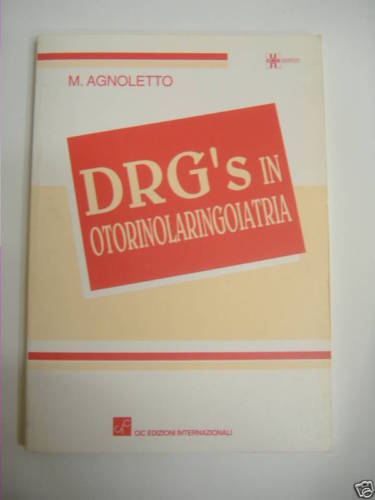 M. AGNOLETTO
DRG's IN
OTORINOLARINGOIATRIA
CIC EDIZIONI INTERNAZIONALI